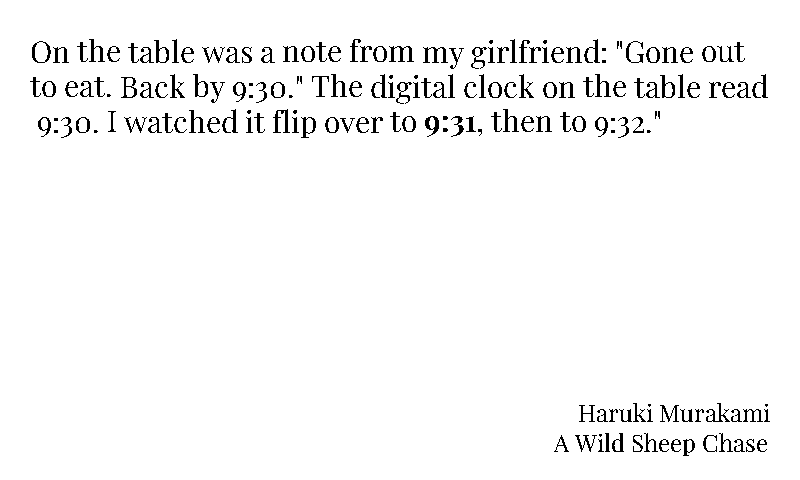 On the table was a note from my girlfriend: "Gone out
to eat. Back by 9:30." The digital clock on the table read
9:30. I watched it flip over to 9:31, then to 9:32."
Haruki Murakami
A Wild Sheep Chase